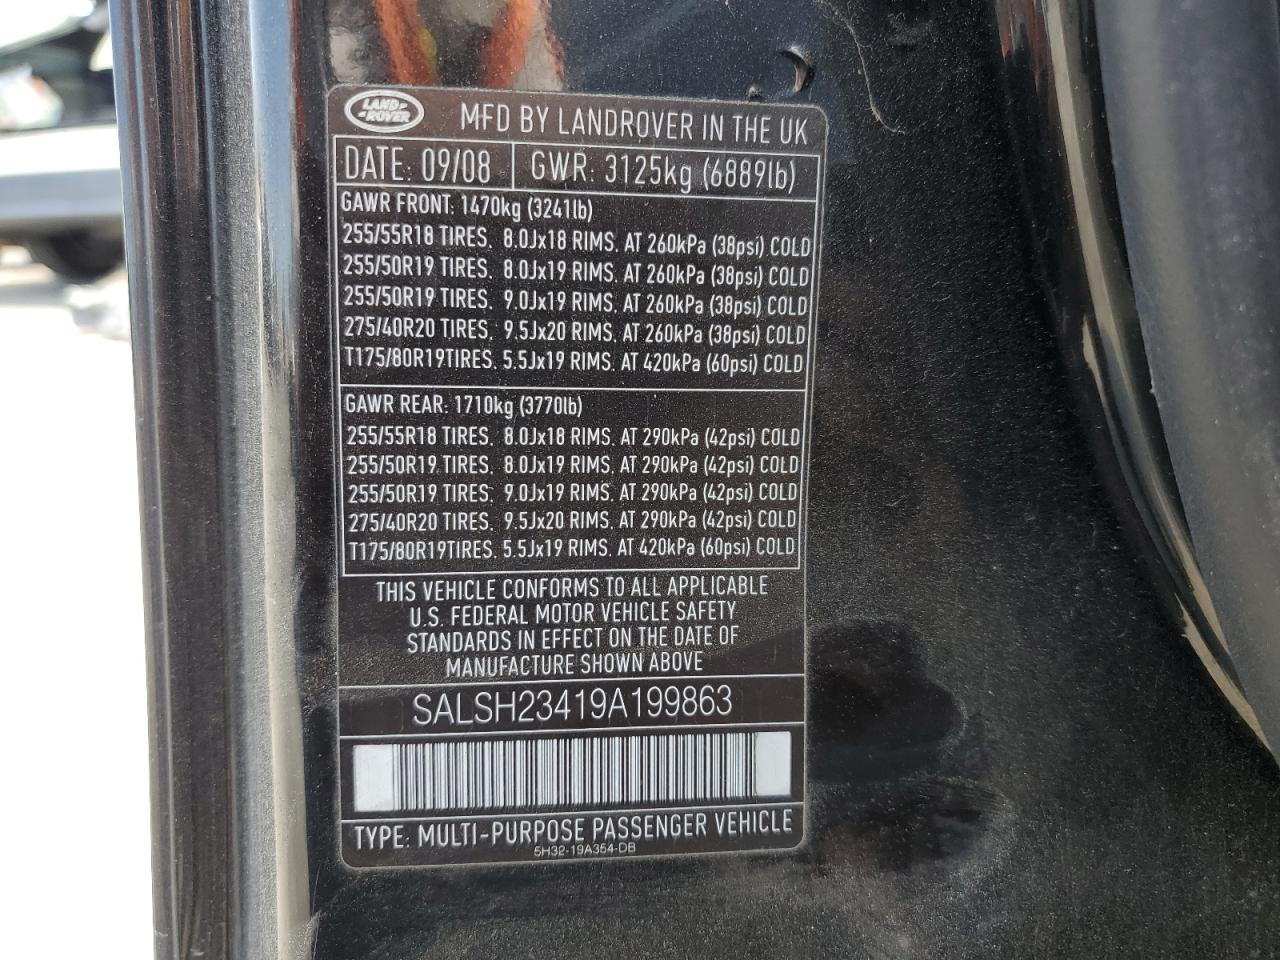 LAND ROVER
MFD BY LANDROVER IN THE UK
DATE: 09/08 GWR: 3125kg (6889lb)
GAWR FRONT: 1470kg (3241lb)
255/55R18 TIRES. 8.0Jx18 RIMS. AT 260kPa (38psi) COLD
255/50R19 TIRES. 8.0Jx19 RIMS. AT 260kPa (38psi) COLD
255/50R19 TIRES. 9.0Jx19 RIMS. AT 260kPa (38psi) COLD
275/40R20 TIRES. 9.5Jx20 RIMS. AT 260kPa (38psi) COLD
T175/80R19TIRES. 5.5Jx19 RIMS. AT 420kPa (60psi) COLD
GAWR REAR: 1710kg (3770lb)
255/55R18 TIRES. 8.0Jx18 RIMS. AT 290kPa (42psi) COLD
255/50R19 TIRES. 8.0Jx19 RIMS. AT 290kPa (42psi) COLD
255/50R19 TIRES. 9.0Jx19 RIMS. AT 290kPa (42psi) COLD
275/40R20 TIRES. 9.5Jx20 RIMS. AT 290kPa (42psi) COLD
T175/80R19TIRES. 5.5Jx19 RIMS. AT 420kPa (60psi) COLD
THIS VEHICLE CONFORMS TO ALL APPLICABLE
U.S. FEDERAL MOTOR VEHICLE SAFETY
STANDARDS IN EFFECT ON THE DATE OF
MANUFACTURE SHOWN ABOVE
SALSH23419A199863
TYPE: MULTI-PURPOSE PASSENGER VEHICLE
5H32-19A354-DB